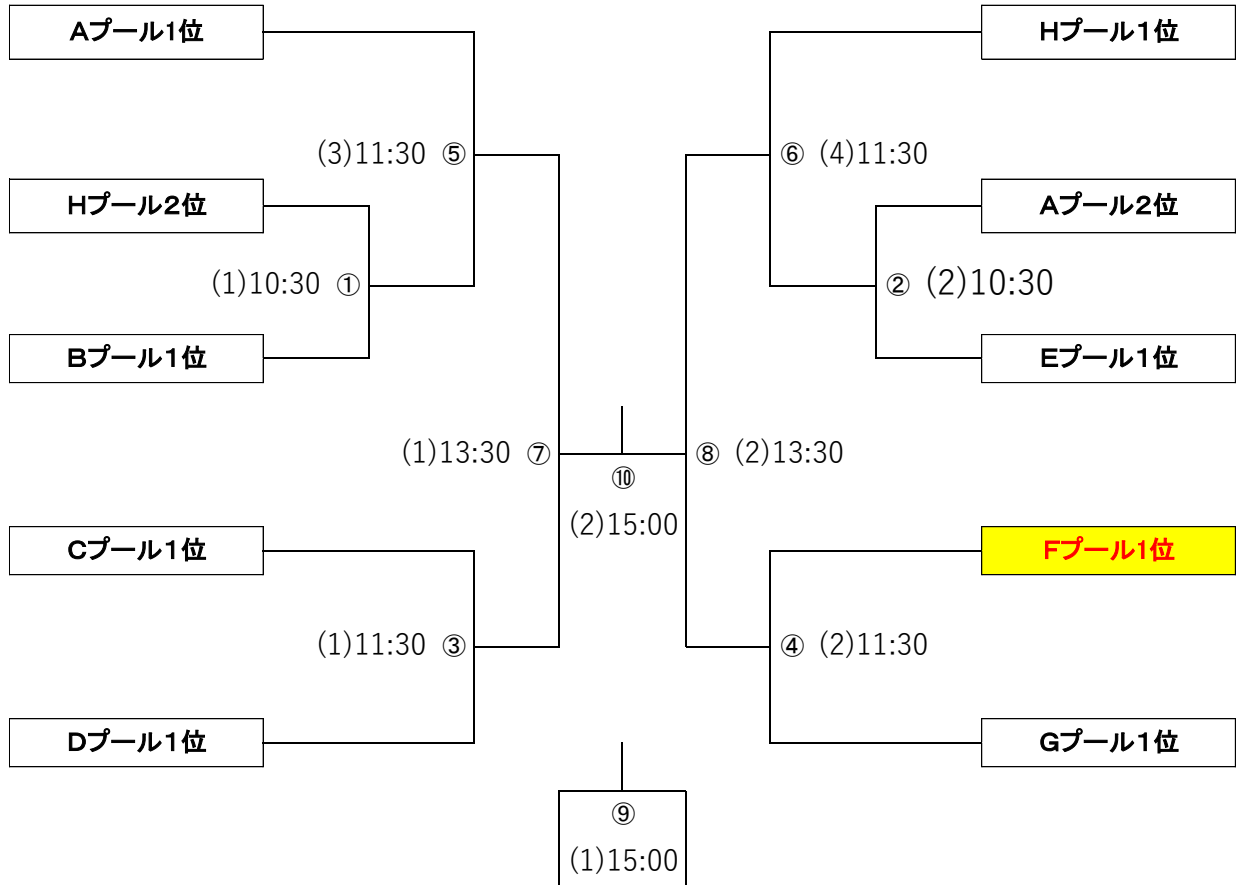 Aプール1位
Hプール1位
(3)11:30 ⑤
⑥ (4)11:30
Hプール2位
Aプール2位
(1)10:30 ①
② (2)10:30
Bプール1位
Eプール1位
(1)13:30 ⑦
⑧ (2)13:30
⑩
(2)15:00
Cプール1位
Fプール1位
(1)11:30 ③
④ (2)11:30
Dプール1位
Gプール1位
⑨
(1)15:00